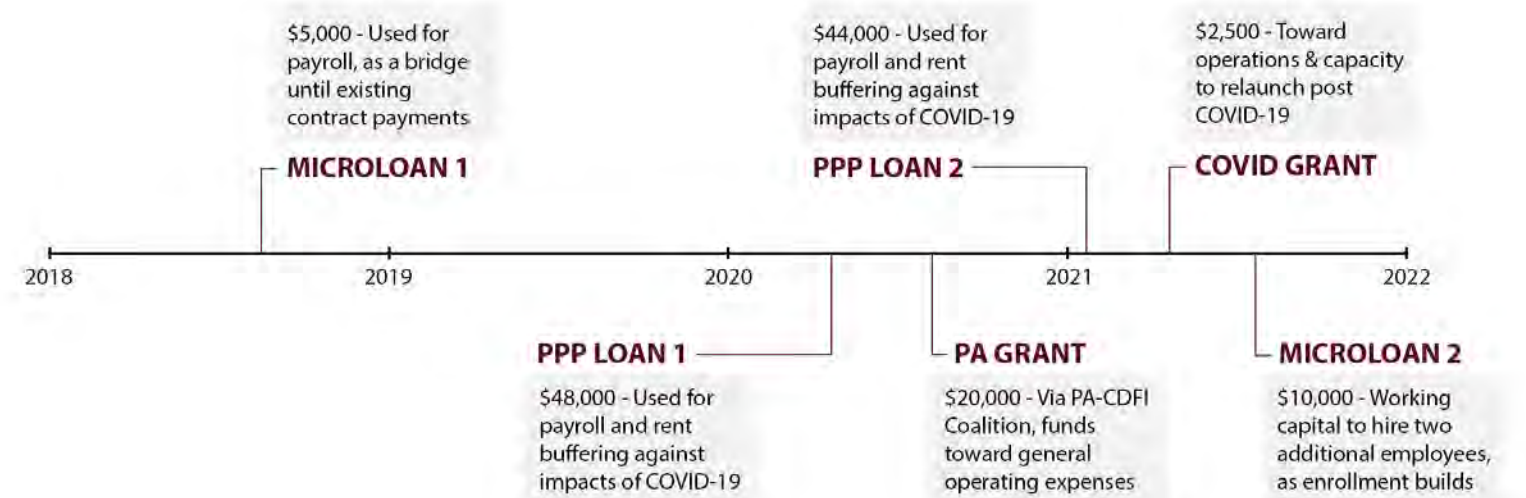 $5,000 - Used for
payroll, as a bridge
until existing
contract payments
MICROLOAN 1
$44,000 - Used for
payroll and rent
buffering against
impacts of COVID-19
PPP LOAN 2
$2,500 - Toward
operations & capacity
to relaunch post
COVID-19
COVID GRANT
2018
2019
2020
2021
2022
PPP LOAN 1
$48,000 - Used for
payroll and rent
buffering against
impacts of COVID-19
PA GRANT
$20,000 - Via PA-CDFI
Coalition, funds
toward general
operating expenses
MICROLOAN 2
$10,000 - Working
capital to hire two
additional employees,
as enrollment builds